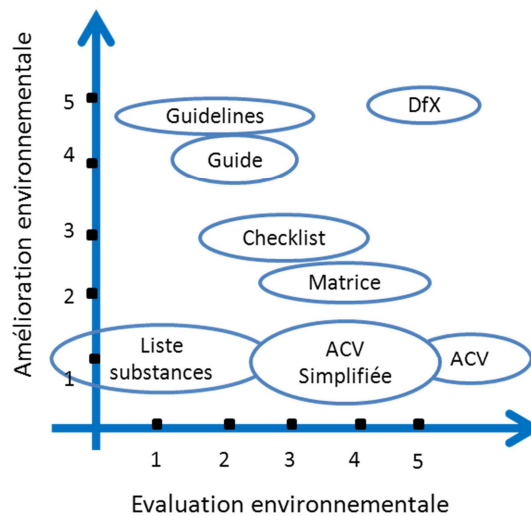 Amélioration environnementale
5
4
3
2
1
Guidelines
DfX
Guide
Checklist
Matrice
Liste
substances
ACV
Simplifiée
ACV
1
2
3
4
5
Evaluation environnementale